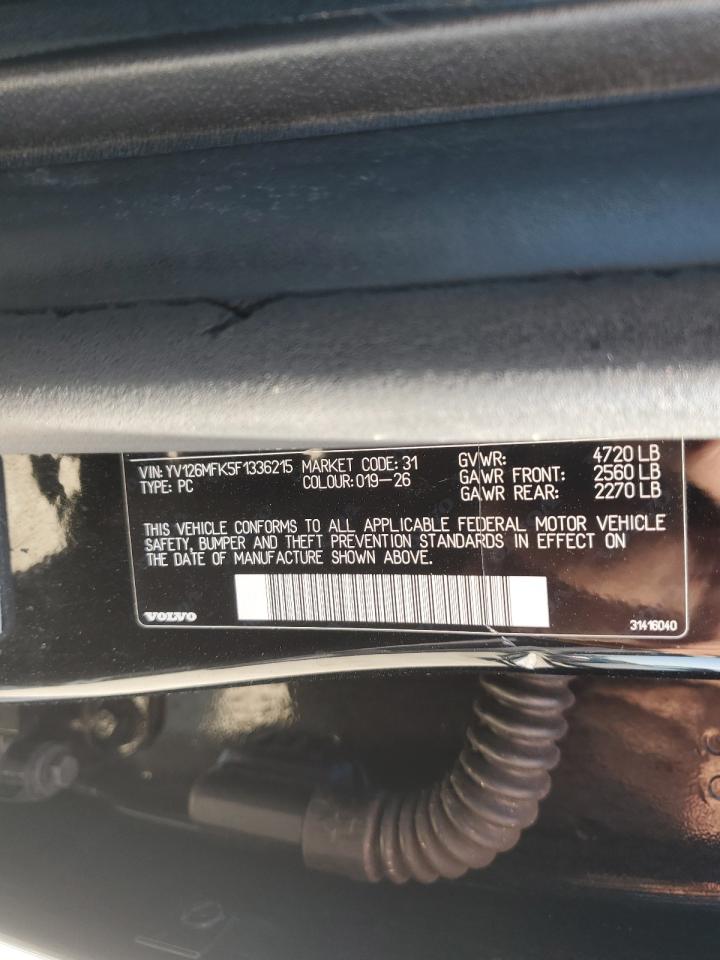 VIN: YV126MFK5F1336215 MARKET CODE: 31 GVWR: 4720 LB
TYPE: PC COLOUR: 019-26 GAWR FRONT: 2560 LB
GAWR REAR: 2270 LB
THIS VEHICLE CONFORMS TO ALL APPLICABLE FEDERAL MOTOR VEHICLE
SAFETY, BUMPER AND THEFT PREVENTION STANDARDS IN EFFECT ON
THE DATE OF MANUFACTURE SHOWN ABOVE.
VOLVO 31416040